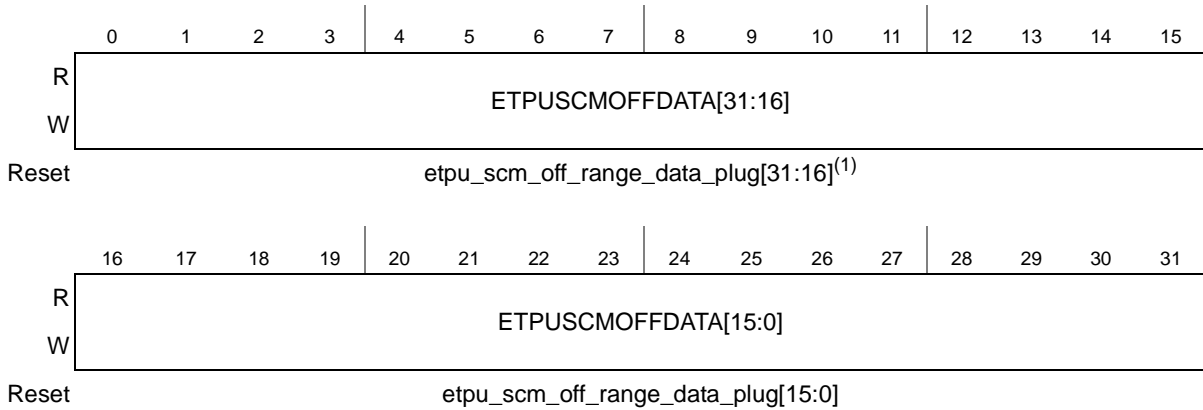 0 1 2 3 4 5 6 7 8 9 10 11 12 13 14 15
R
ETPUSCMOFFDATA[31:16]
W
Reset etpu_scm_off_range_data_plug[31:16](1)
16 17 18 19 20 21 22 23 24 25 26 27 28 29 30 31
R
ETPUSCMOFFDATA[15:0]
W
Reset etpu_scm_off_range_data_plug[15:0]